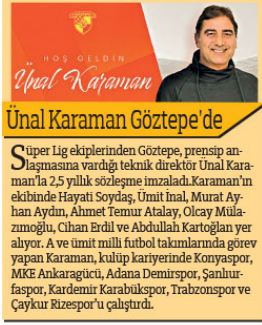 HOŞ GELDİN
Ünal Karaman
Ünal Karaman Göztepe'de
Süper Lig ekiplerinden Göztepe, prensip an-
laşmasına vardığı teknik direktör Ünal Kara-
man'la 2,5 yıllık sözleşme imzaladı.Karaman'ın
ekibinde Hayati Soydaş, Ümit İnal, Murat Ay-
han Aydın, Ahmet Temur Atalay, Olcay Müla-
zımoğlu, Cihan Erdil ve Abdullah Kartoğlan yer
alıyor. A ve ümit milli futbol takımlarında görev
yapan Karaman, kulüp kariyerinde Konyaspor,
MKE Ankaragücü, Adana Demirspor, Şanlıur-
faspor, Kardemir Karabükspor, Trabzonspor ve
Çaykur Rizespor'u çalıştırdı.